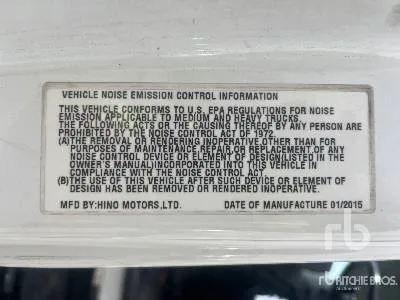 VEHICLE NOISE EMISSION CONTROL INFORMATION
THIS VEHICLE CONFORMS TO U.S. EPA REGULATIONS FOR NOISE
EMISSION APPLICABLE TO MEDIUM AND HEAVY TRUCKS.
THE FOLLOWING ACTS OR THE CAUSING THEREOF BY ANY PERSON ARE
PROHIBITED BY THE NOISE CONTROL ACT OF 1972.
(A)THE REMOVAL OR RENDERING INOPERATIVE,OTHER THAN FOR
PURPOSES OF MAINTENANCE,REPAIR,OR REPLACEMENT,OF ANY
NOISE CONTROL DEVICE OR ELEMENT OF DESIGN(LISTED IN THE
OWNER'S MANUAL)INCORPORATED INTO THIS VEHICLE IN
COMPLIANCE WITH THE NOISE CONTROL ACT.
(B)THE USE OF THIS VEHICLE AFTER SUCH DEVICE OR ELEMENT OF
DESIGN HAS BEEN REMOVED OR RENDERED INOPERATIVE.
MFD BY:HINO MOTORS,LTD. DATE OF MANUFACTURE 01/2015
rb
RITCHIE BROS.